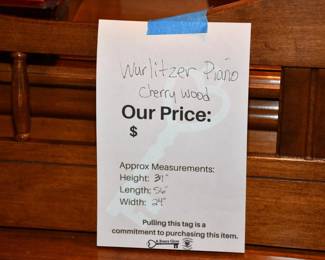 Wurlitzer Piano
Cherry Wood
Our Price:
$
Approx Measurements:
Height: 39"
Length: 56"
Width: 24"
Pulling this tag is a
commitment to purchasing this item.